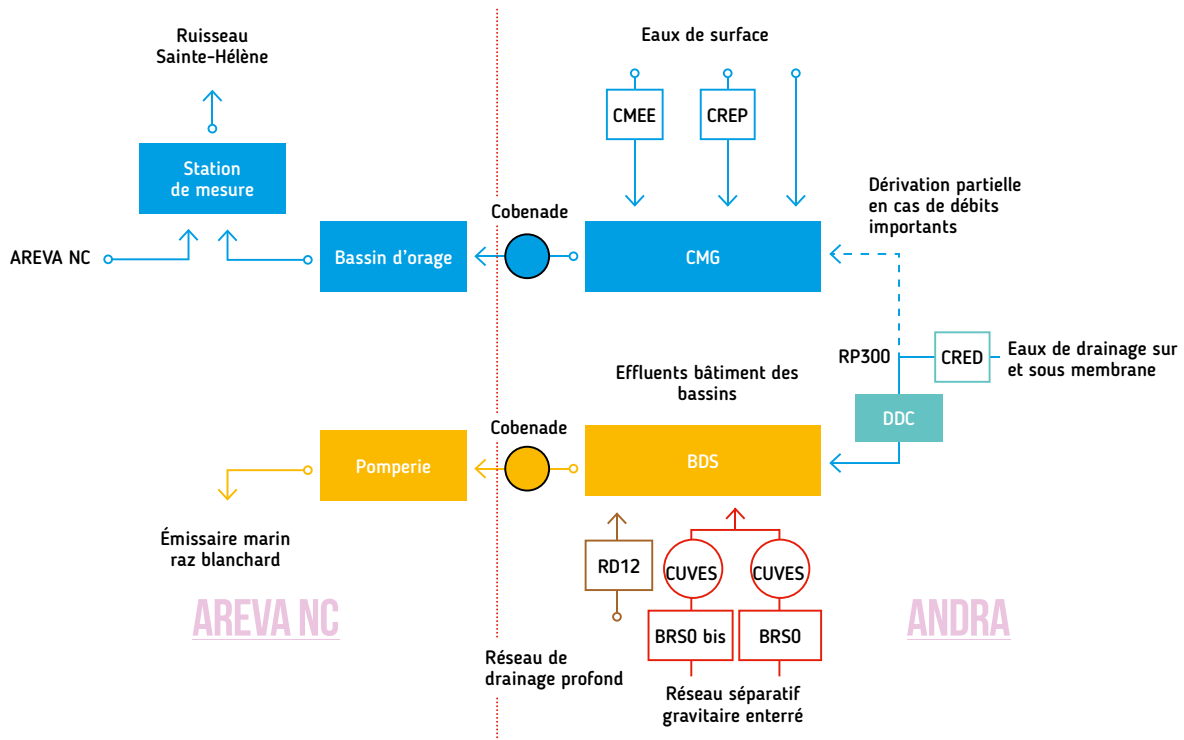 Ruisseau
Sainte-Hélène
Eaux de surface
CMEE
CREP
Station
de mesure
Dérivation partielle
en cas de débits
importants
Cobenade
AREVA NC
Bassin d'orage
CMG
RP300
CRED
Eaux de drainage sur
et sous membrane
Effluents bâtiment des
bassins
DDC
Cobenade
Pomperie
BDS
Émissaire marin
raz blanchard
RD12
CUVES
CUVES
AREVA NC
ANDRA
BRS0 bis
BRS0
Réseau de
drainage profond
Réseau séparatif
gravitaire enterré